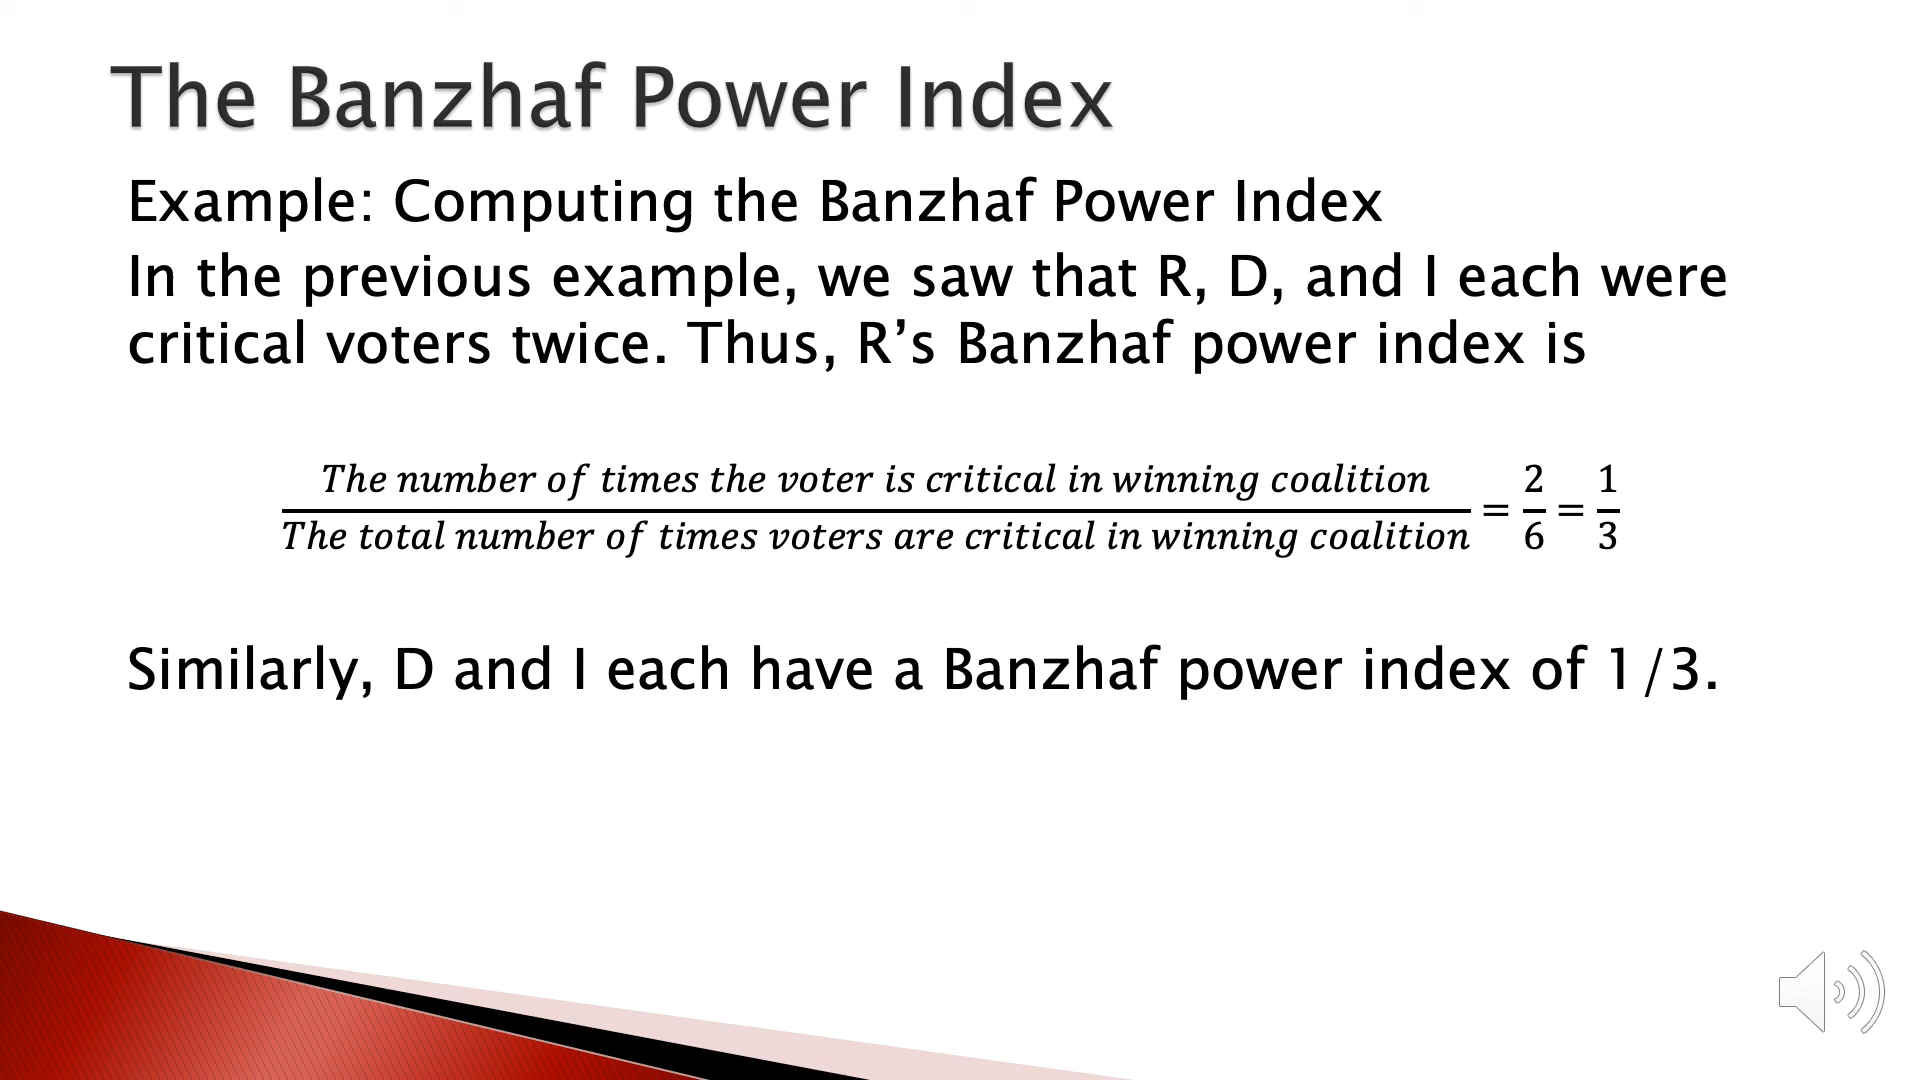 The Banzhaf Power Index
Example: Computing the Banzhaf Power Index
In the previous example, we saw that R, D, and I each were
critical voters twice. Thus, R’s Banzhaf power index is
The number of times the voter is critical in winning coalition
The total number of times voters are critical in winning coalition
= 2/6 = 1/3
Similarly, D and I each have a Banzhaf power index of 1/3.